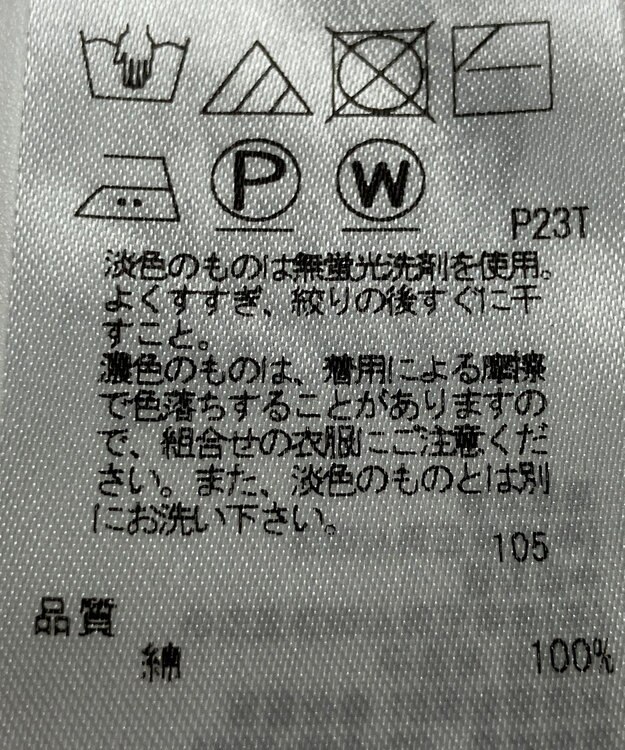 P W
P23T
淡色のものは無蛍光洗剤を使用。
よくすすぎ、絞りの後すぐに干
すこと。
濃色のものは、着用による摩擦
で色落ちすることがありますの
で、組合せの衣服にご注意くだ
さい。また、淡色のものとは別
にお洗い下さい。
105
品質
綿 100%